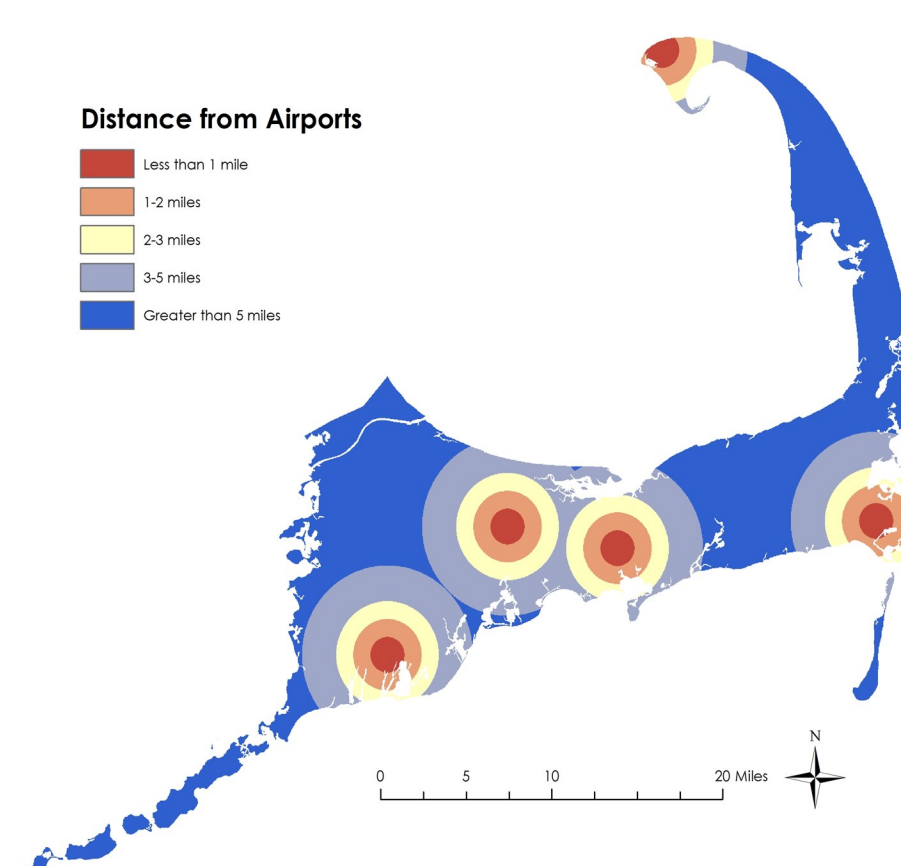 Distance from Airports
Less than 1 mile
1-2 miles
2-3 miles
3-5 miles
Greater than 5 miles
N
0 5 10 20 Miles